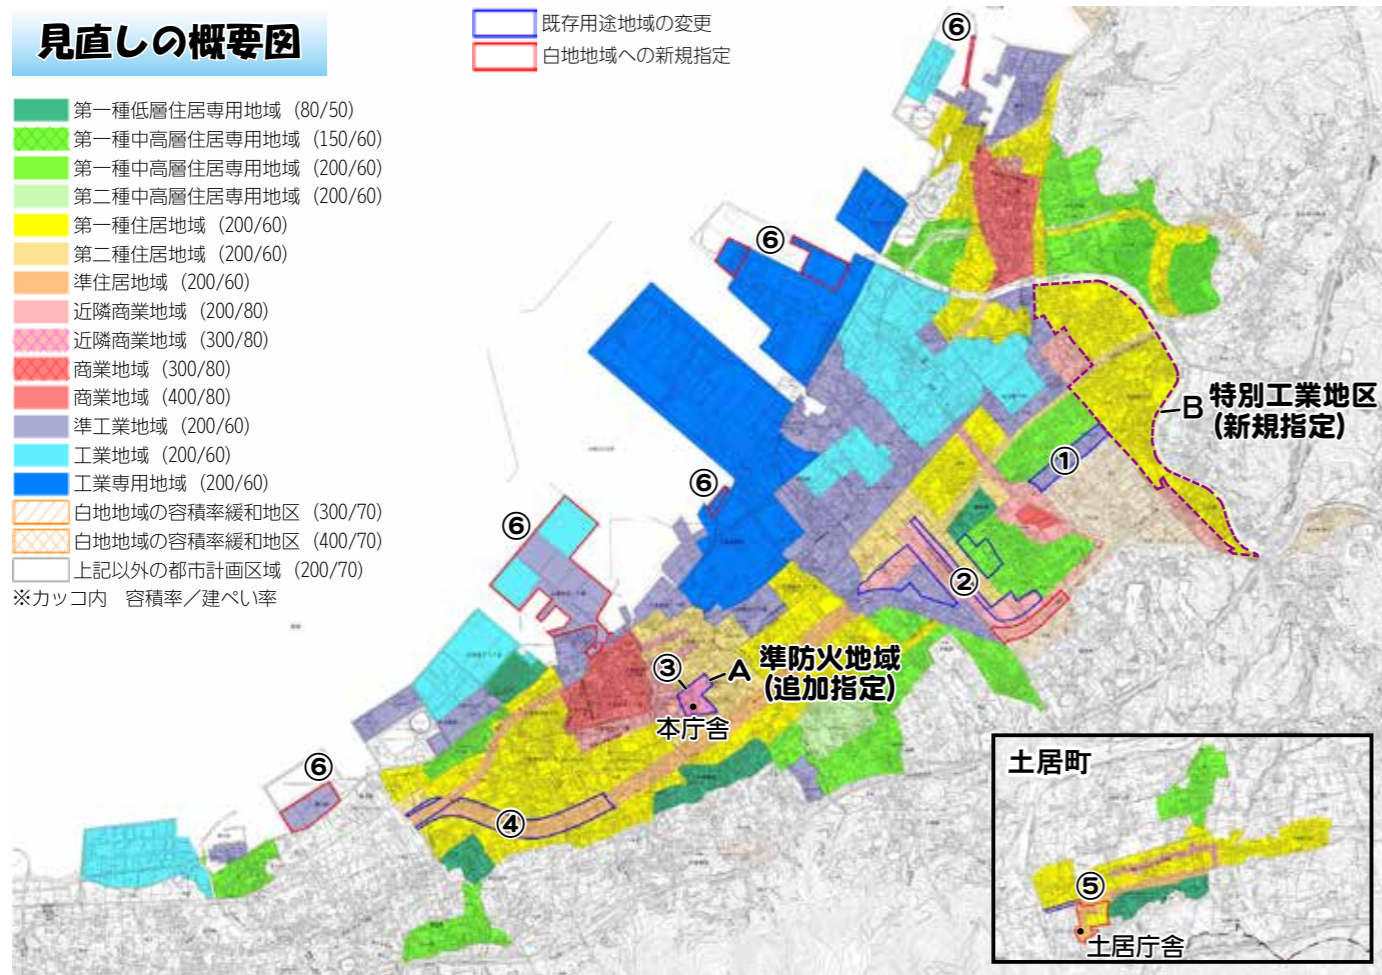 見直しの概要図
既存用途地域の変更
白地地域への新規指定
第一種低層住居専用地域 (80/50)
第一種中高層住居専用地域 (150/60)
第一種中高層住居専用地域 (200/60)
第二種中高層住居専用地域 (200/60)
第一種住居地域 (200/60)
第二種住居地域 (200/60)
準住居地域 (200/60)
近隣商業地域 (200/80)
近隣商業地域 (300/80)
商業地域 (300/80)
商業地域 (400/80)
準工業地域 (200/60)
工業地域 (200/60)
工業専用地域 (200/60)
白地地域の容積率緩和地区 (300/70)
白地地域の容積率緩和地区 (400/70)
上記以外の都市計画区域 (200/70)
※カッコ内　容積率／建ぺい率
⑥
⑥
B 特別工業地区
(新規指定)
①
⑥
⑥
②
③
A 準防火地域
(追加指定)
本庁舎
⑥
④
土居町
⑤
土居庁舎